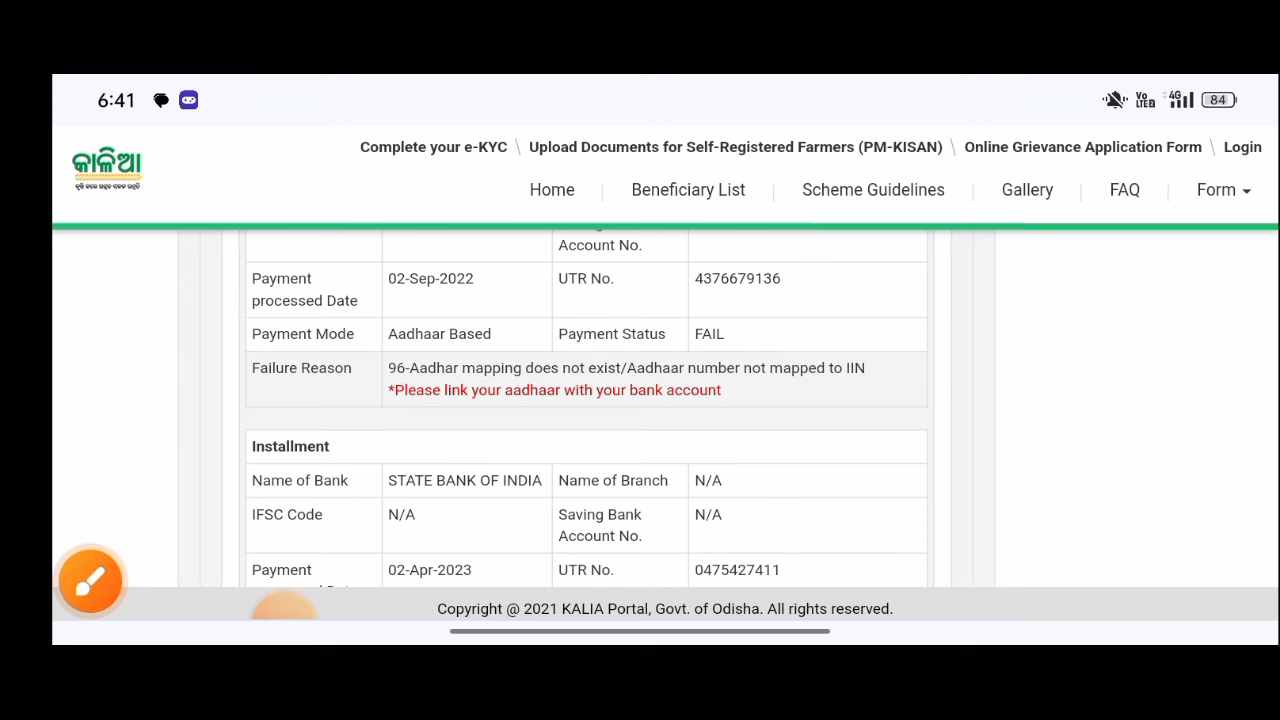 6:41 Vo LTE2 4G 84
Complete your e-KYC \ Upload Documents for Self-Registered Farmers (PM-KISAN) \ Online Grievance Application Form \ Login
କାଳିଆ
Home Beneficiary List Scheme Guidelines Gallery FAQ Form
Account No.
Payment processed Date 02-Sep-2022 UTR No. 4376679136
Payment Mode Aadhaar Based Payment Status FAIL
Failure Reason 96-Aadhar mapping does not exist/Aadhaar number not mapped to IIN
*Please link your aadhaar with your bank account
Installment
Name of Bank STATE BANK OF INDIA Name of Branch N/A
IFSC Code N/A Saving Bank Account No. N/A
Payment 02-Apr-2023 UTR No. 0475427411
Copyright @ 2021 KALIA Portal, Govt. of Odisha. All rights reserved.